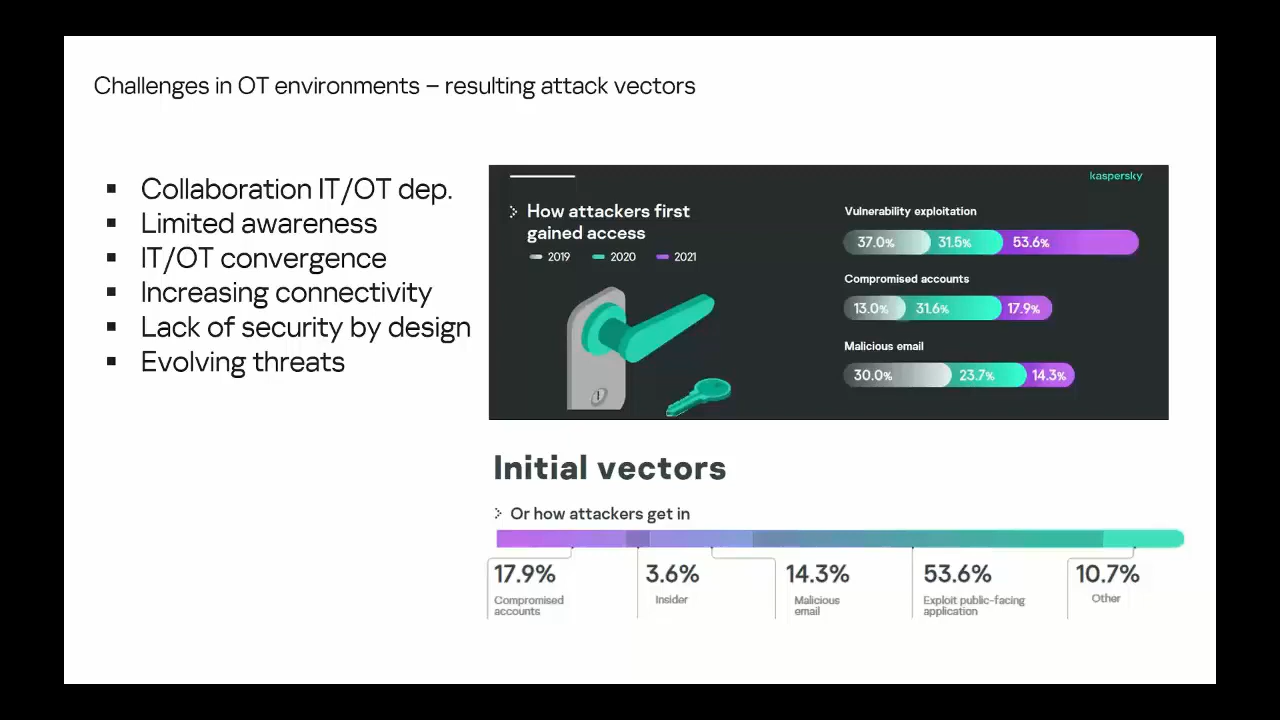 Challenges in OT environments – resulting attack vectors
▪ Collaboration IT/OT dep.
▪ Limited awareness
▪ IT/OT convergence
▪ Increasing connectivity
▪ Lack of security by design
▪ Evolving threats
kaspersky
How attackers first
gained access
2019 2020 2021
Vulnerability exploitation
37.0% 31.5% 53.6%
Compromised accounts
13.0% 31.6% 17.9%
Malicious email
30.0% 23.7% 14.3%
Initial vectors
Or how attackers get in
17.9%
Compromised
accounts
3.6%
Insider
14.3%
Malicious
email
53.6%
Exploit public-facing
application
10.7%
Other